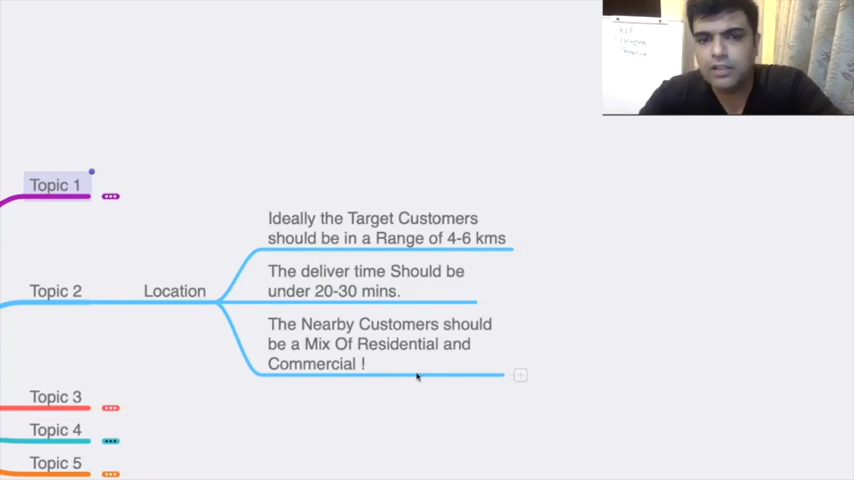 Topic 1
Ideally the Target Customers
should be in a Range of 4-6 kms
The deliver time Should be
under 20-30 mins.
Topic 2
Location
The Nearby Customers should
be a Mix Of Residential and
Commercial !
Topic 3
Topic 4
Topic 5